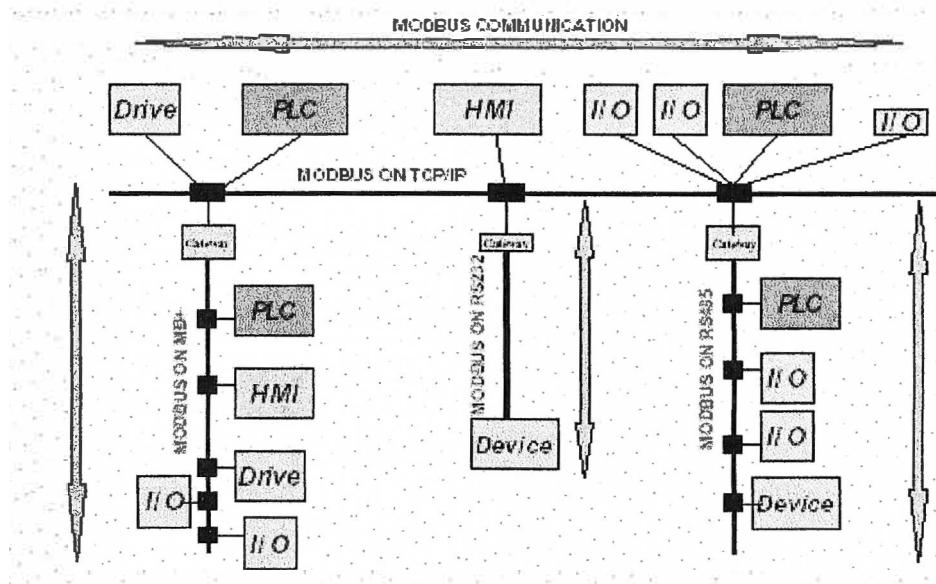 MODBUS COMMUNICATION
Drive
PLC
HMI
I/O
I/O
PLC
I/O
MODBUS ON TCP/IP
Gateway
Gateway
Gateway
MODBUS ON MB+
MODBUS ON RS232
MODBUS ON RS485
PLC
HMI
Drive
I/O
I/O
Device
PLC
I/O
I/O
Device